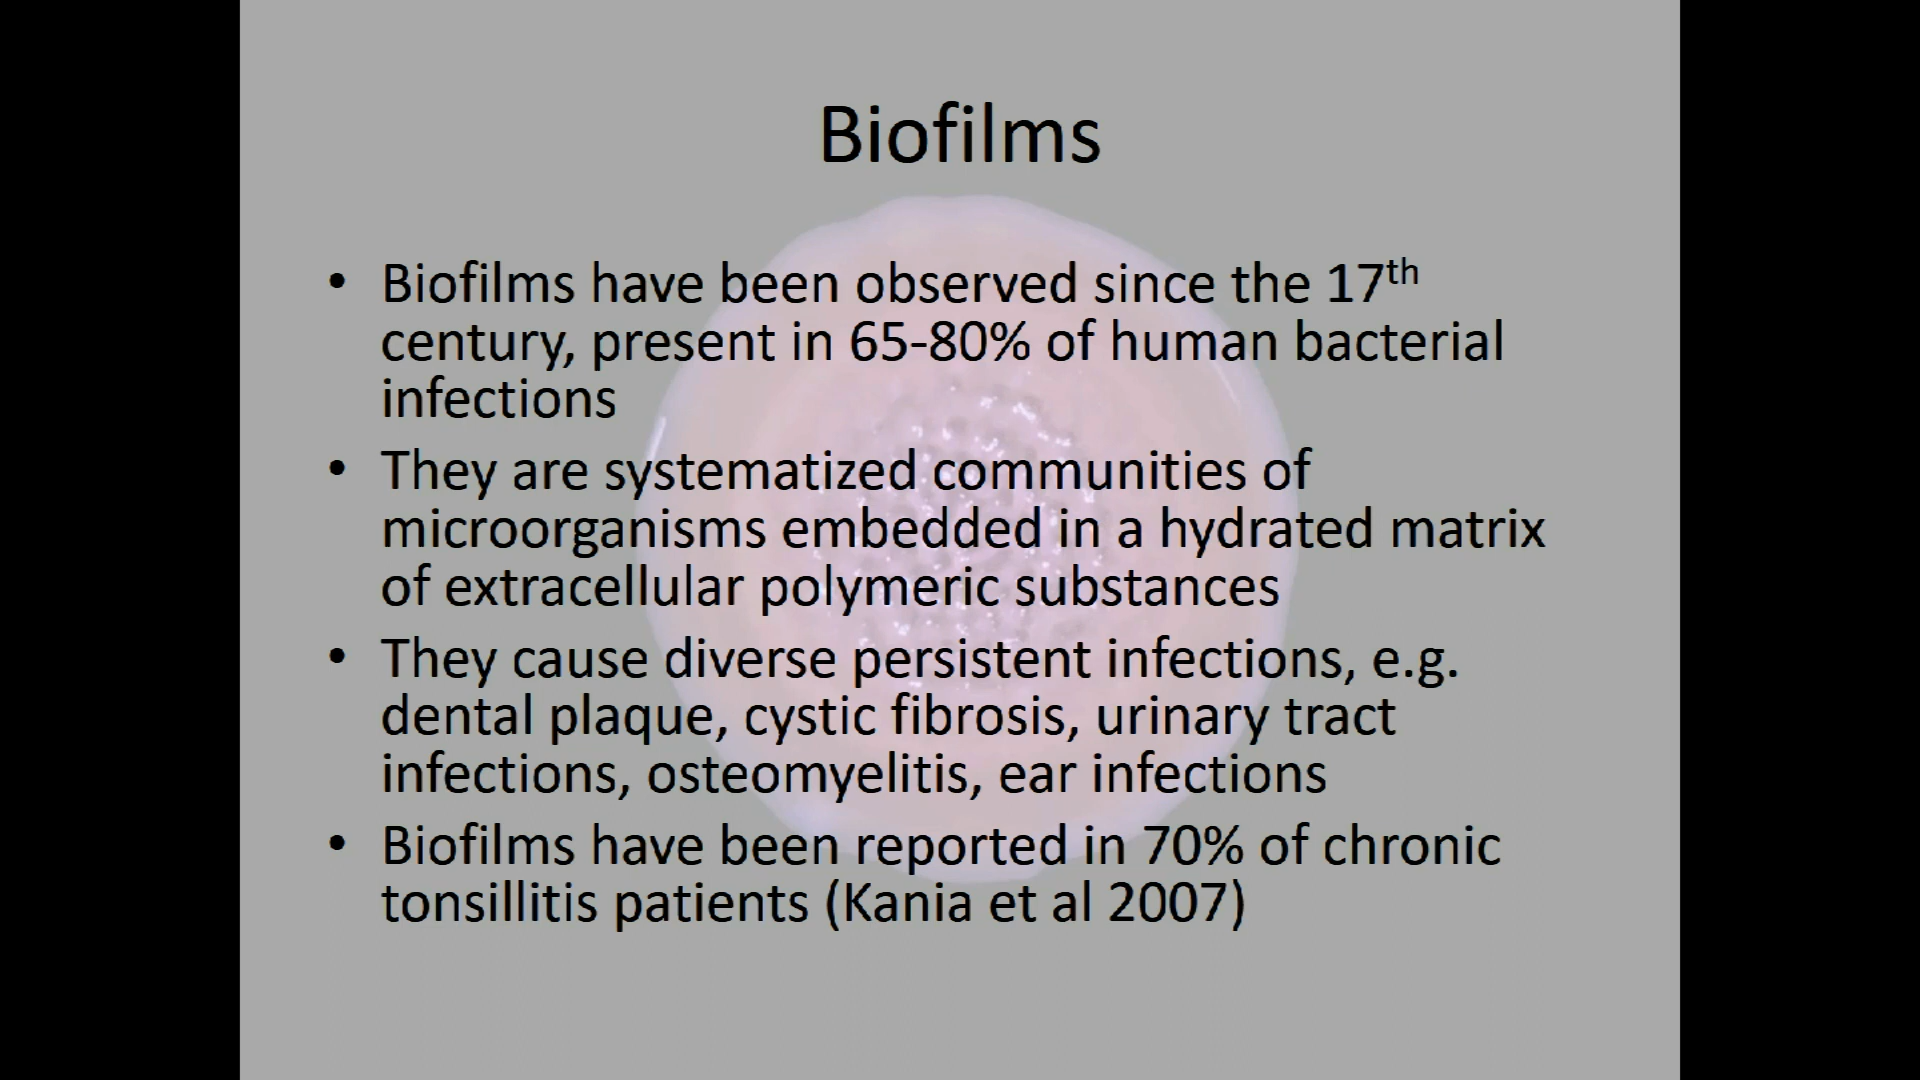 Biofilms
• Biofilms have been observed since the 17th
century, present in 65-80% of human bacterial
infections
• They are systematized communities of
microorganisms embedded in a hydrated matrix
of extracellular polymeric substances
• They cause diverse persistent infections, e.g.
dental plaque, cystic fibrosis, urinary tract
infections, osteomyelitis, ear infections
• Biofilms have been reported in 70% of chronic
tonsillitis patients (Kania et al 2007)